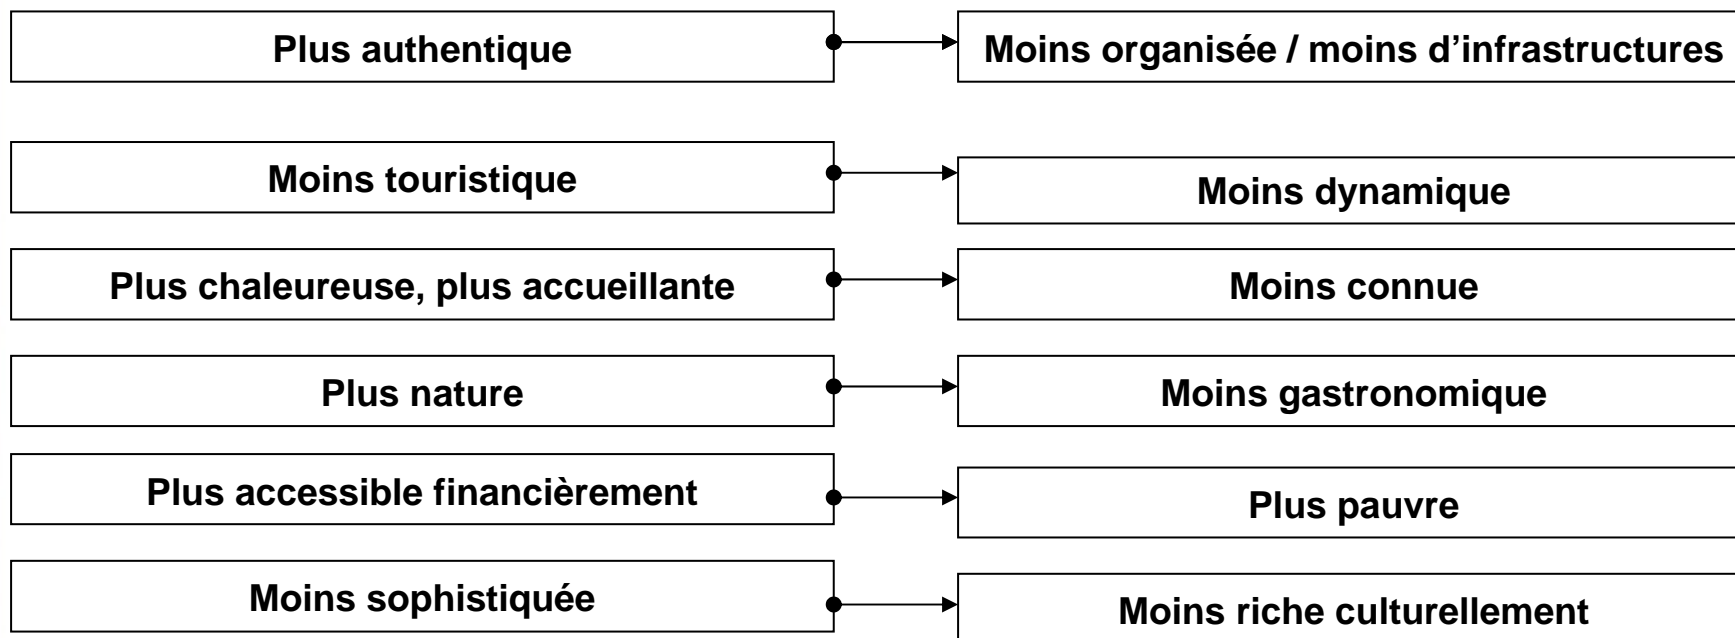 Plus authentique
Moins organisée / moins d’infrastructures
Moins touristique
Moins dynamique
Plus chaleureuse, plus accueillante
Moins connue
Plus nature
Moins gastronomique
Plus accessible financièrement
Plus pauvre
Moins sophistiquée
Moins riche culturellement